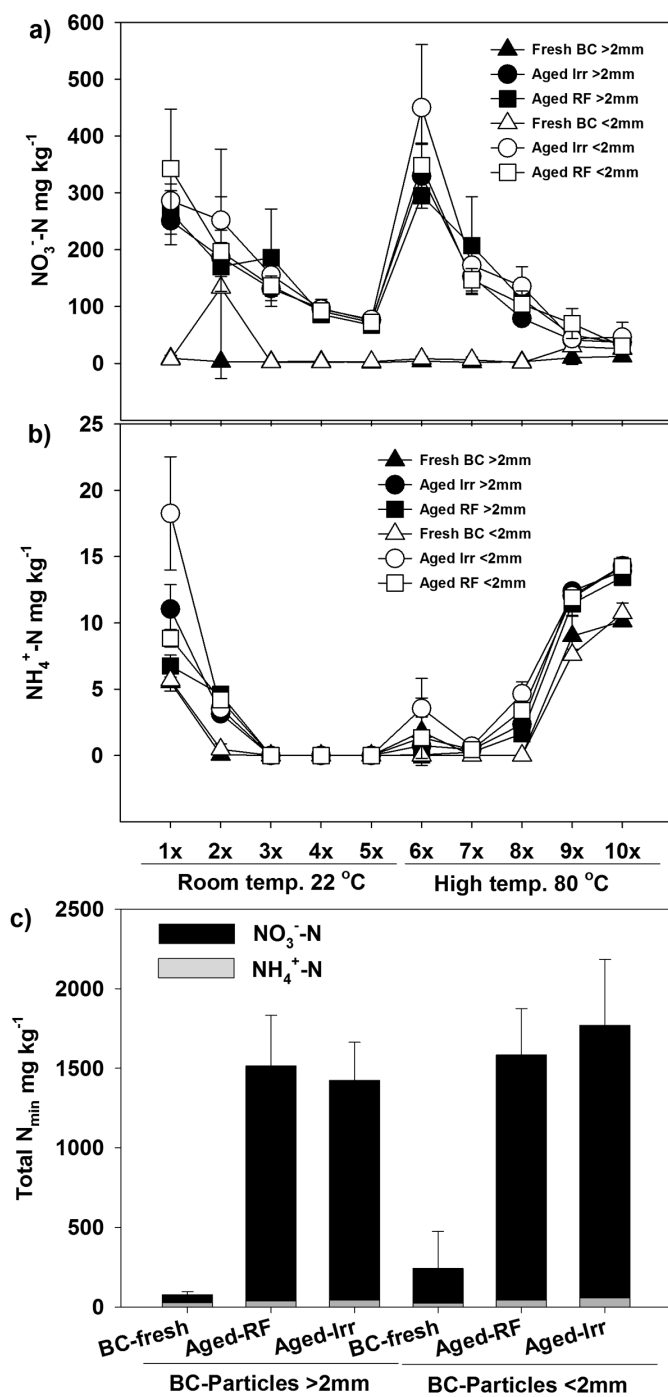 a)
600
500
400
300
200
100
0
NO₃⁻-N mg kg⁻¹
Fresh BC >2mm
Aged Irr >2mm
Aged RF >2mm
Fresh BC <2mm
Aged Irr <2mm
Aged RF <2mm
b)
25
20
15
10
5
0
NH₄⁺-N mg kg⁻¹
Fresh BC >2mm
Aged Irr >2mm
Aged RF >2mm
Fresh BC <2mm
Aged Irr <2mm
Aged RF <2mm
1x 2x 3x 4x 5x 6x 7x 8x 9x 10x
Room temp. 22 °C High temp. 80 °C
c)
2500
2000
1500
1000
500
0
Total Nmin mg kg⁻¹
NO₃⁻-N
NH₄⁺-N
BC-fresh Aged-RF Aged-Irr BC-fresh Aged-RF Aged-Irr
BC-Particles >2mm BC-Particles <2mm